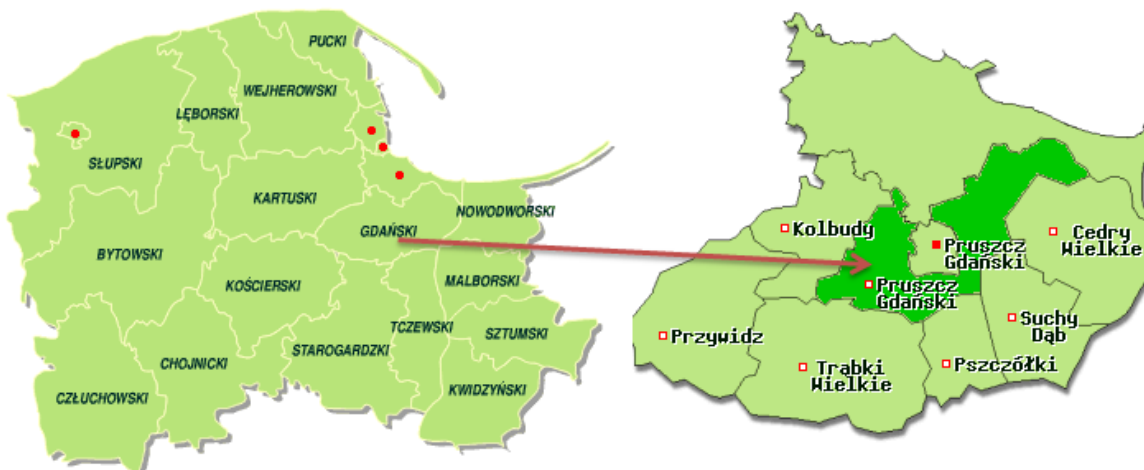 PUCKI
WEJHEROWSKI
LĘBORSKI
SŁUPSKI
KARTUSKI
NOWODWORSKI
GDAŃSKI
BYTOWSKI
KOŚCIERSKI
MALBORSKI
TCZEWSKI
SZTUMSKI
STAROGARDZKI
CHOJNICKI
KWIDZYŃSKI
CZŁUCHOWSKI
Kolbudy
Pruszcz
Gdański
Cedry
Wielkie
Pruszcz
Gdański
Suchy
Dąb
Przywidz
Trąbki
Wielkie
Pszczółki